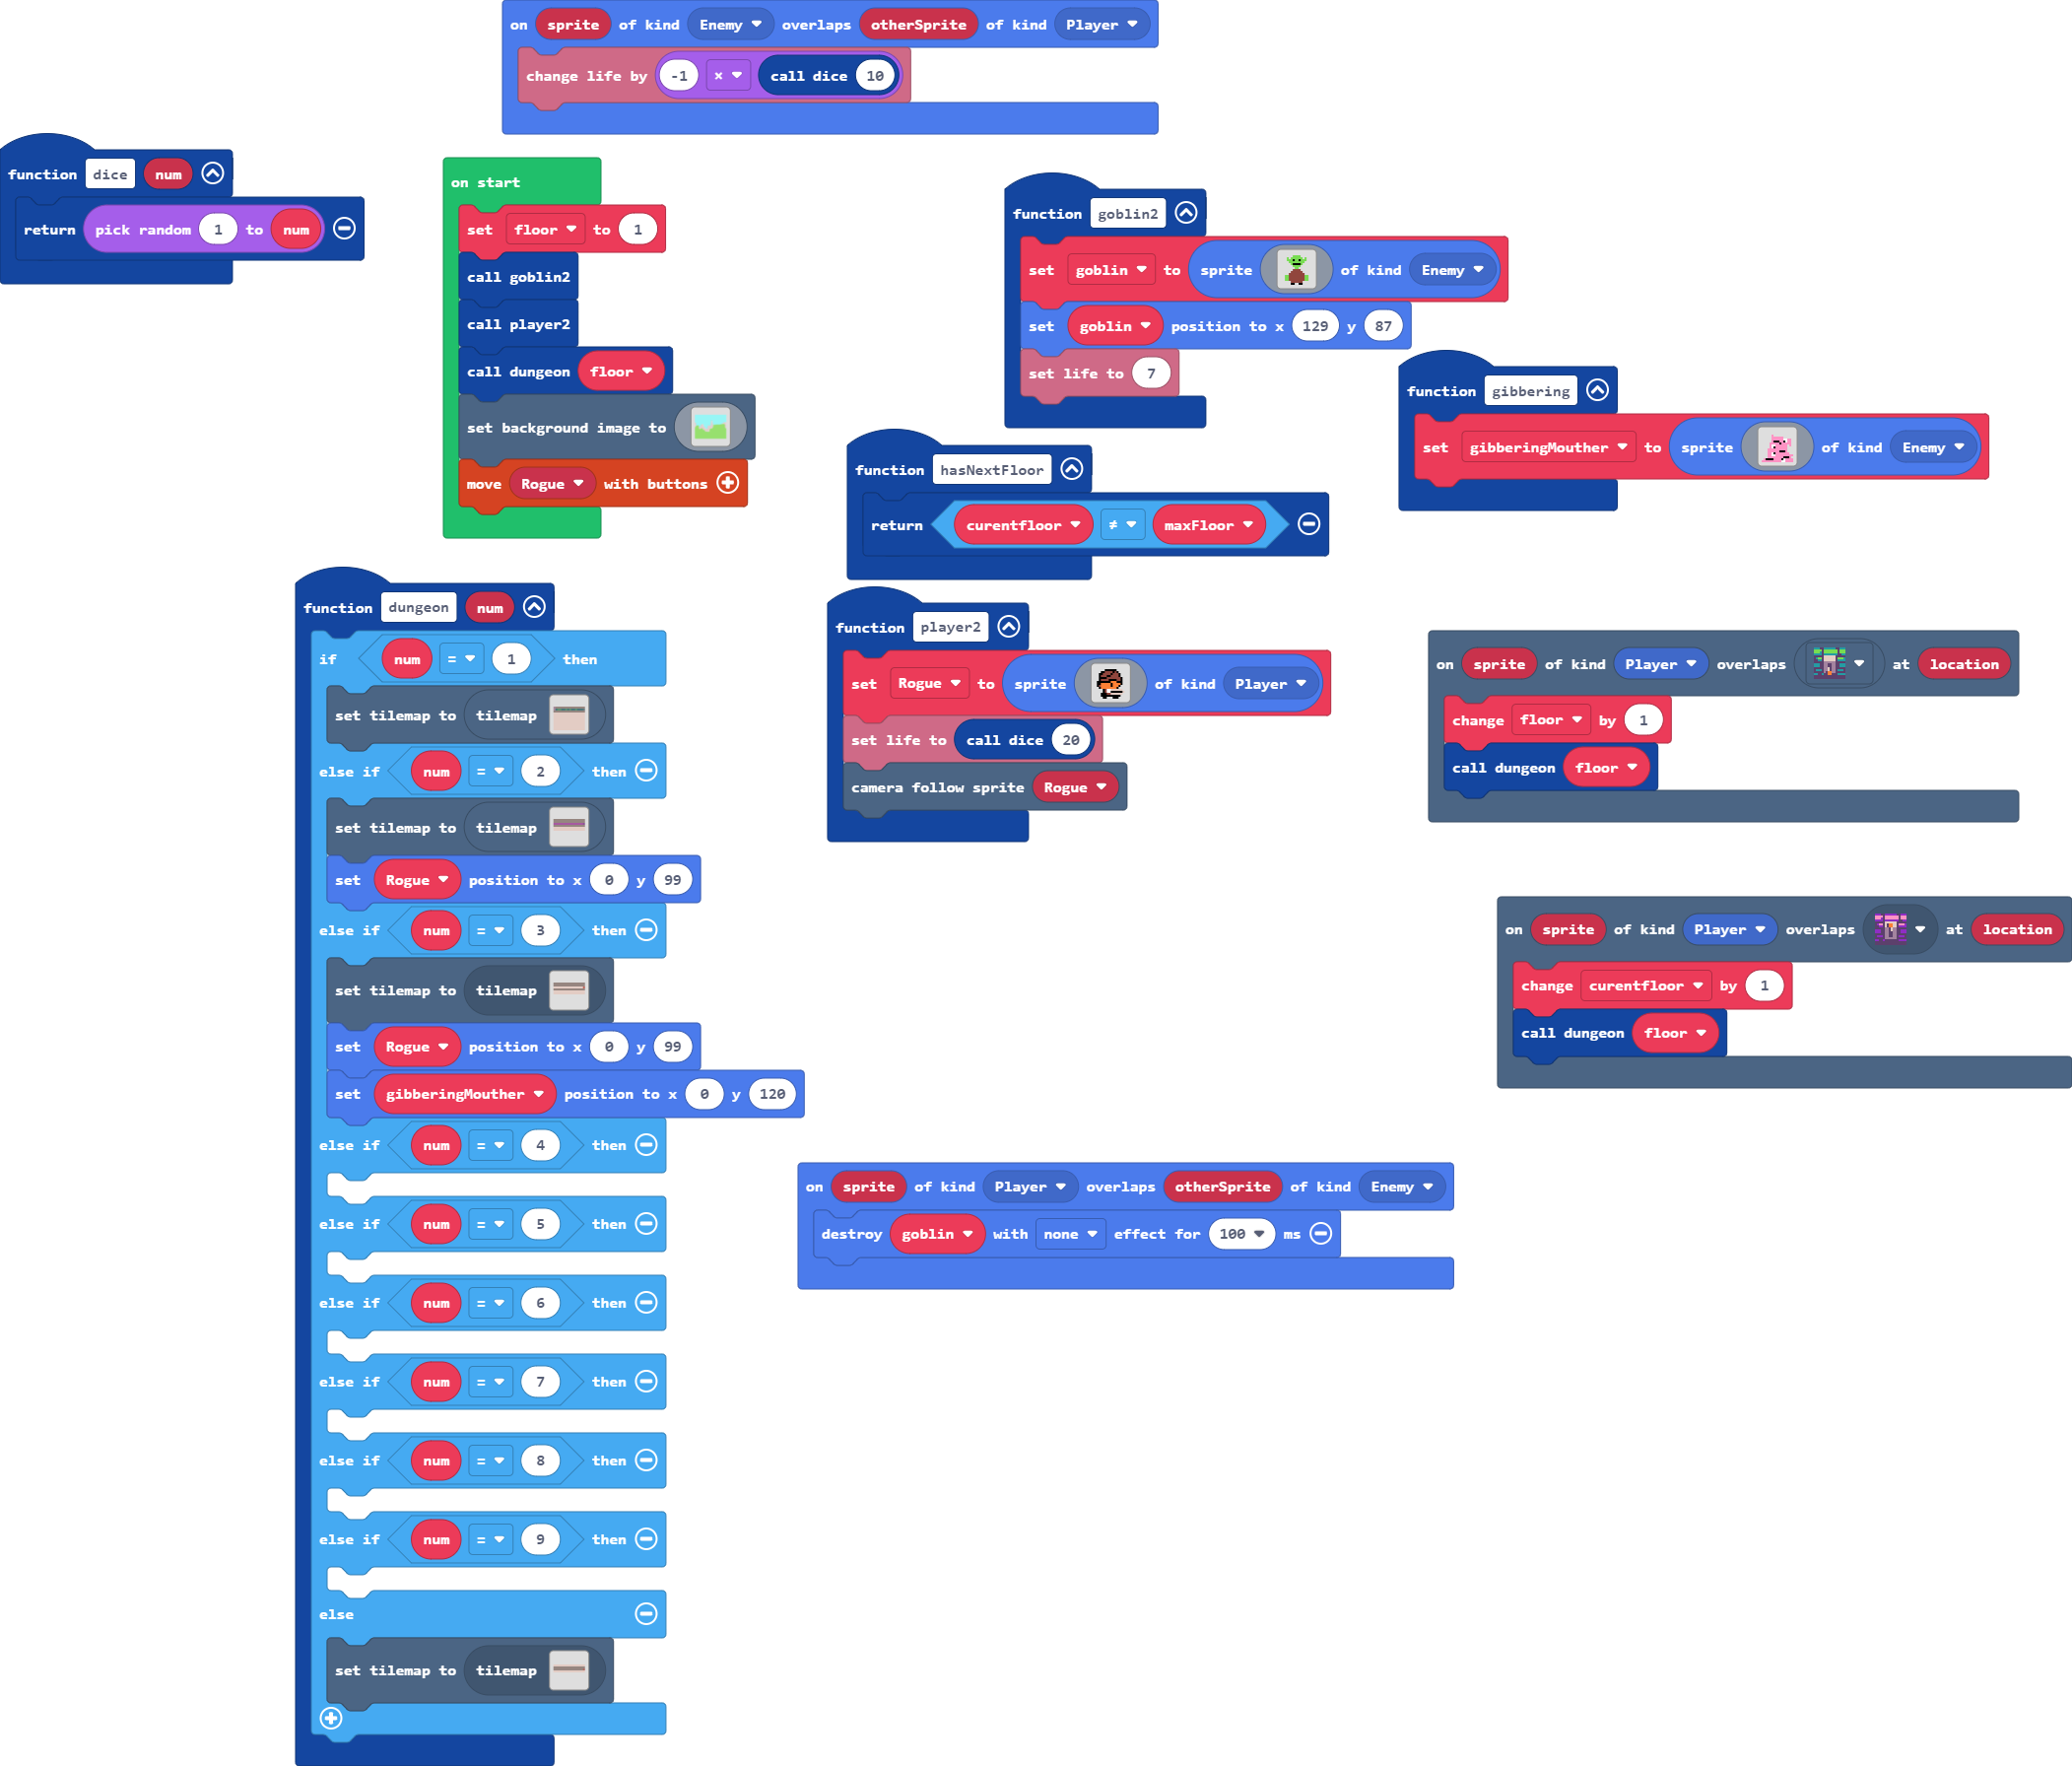 on sprite of kind Enemy overlaps otherSprite of kind Player
change life by -1 × call dice 10
function dice num
return pick random 1 to num
on start
set floor to 1
call goblin2
call player2
call dungeon floor
set background image to
move Rogue with buttons
function goblin2
set goblin to sprite of kind Enemy
set goblin position to x 129 y 87
set life to 7
function gibbering
set gibberingMouther to sprite of kind Enemy
function hasNextFloor
return curentfloor ≠ maxFloor
function dungeon num
if num = 1 then
set tilemap to tilemap
else if num = 2 then
set tilemap to tilemap
set Rogue position to x 0 y 99
else if num = 3 then
set tilemap to tilemap
set Rogue position to x 0 y 99
set gibberingMouther position to x 0 y 120
else if num = 4 then
else if num = 5 then
else if num = 6 then
else if num = 7 then
else if num = 8 then
else if num = 9 then
else
set tilemap to tilemap
function player2
set Rogue to sprite of kind Player
set life to call dice 20
camera follow sprite Rogue
on sprite of kind Player overlaps at location
change floor by 1
call dungeon floor
on sprite of kind Player overlaps at location
change curentfloor by 1
call dungeon floor
on sprite of kind Player overlaps otherSprite of kind Enemy
destroy goblin with none effect for 100 ms